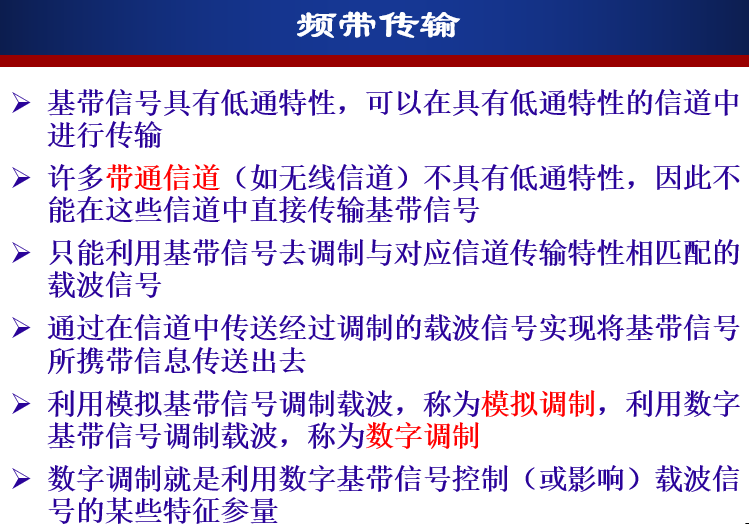 频带传输
➢ 基带信号具有低通特性，可以在具有低通特性的信道中
进行传输
➢ 许多带通信道（如无线信道）不具有低通特性，因此不
能在这些信道中直接传输基带信号
➢ 只能利用基带信号去调制与对应信道传输特性相匹配的
载波信号
➢ 通过在信道中传送经过调制的载波信号实现将基带信号
所携带信息传送出去
➢ 利用模拟基带信号调制载波，称为模拟调制，利用数字
基带信号调制载波，称为数字调制
➢ 数字调制就是利用数字基带信号控制（或影响）载波信
号的某些特征参量